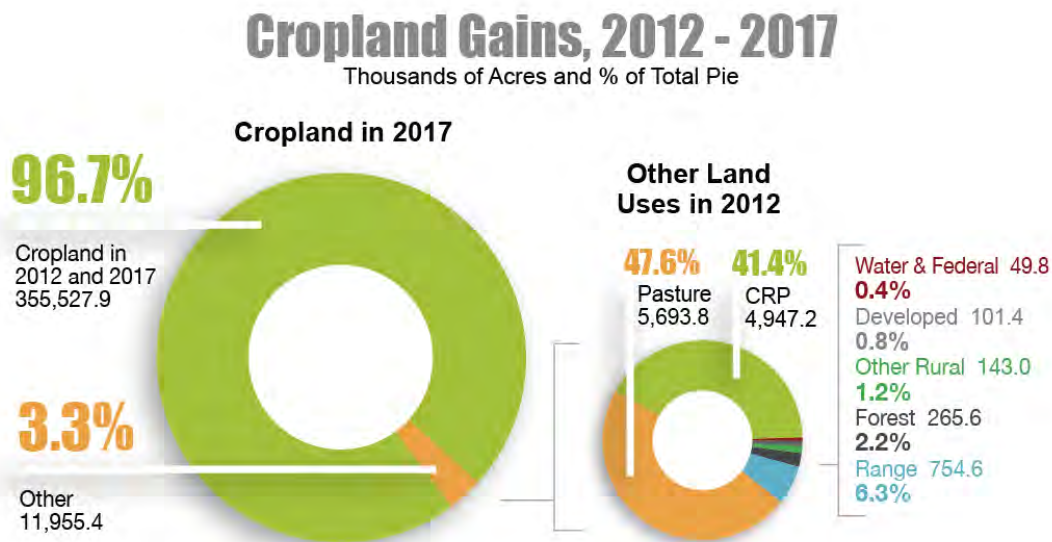 Cropland Gains, 2012 - 2017
Thousands of Acres and % of Total Pie
Cropland in 2017
96.7%
Cropland in
2012 and 2017
355,527.9
3.3%
Other
11,955.4
Other Land
Uses in 2012
47.6%
Pasture
5,693.8
41.4%
CRP
4,947.2
Water & Federal 49.8
0.4%
Developed 101.4
0.8%
Other Rural 143.0
1.2%
Forest 265.6
2.2%
Range 754.6
6.3%